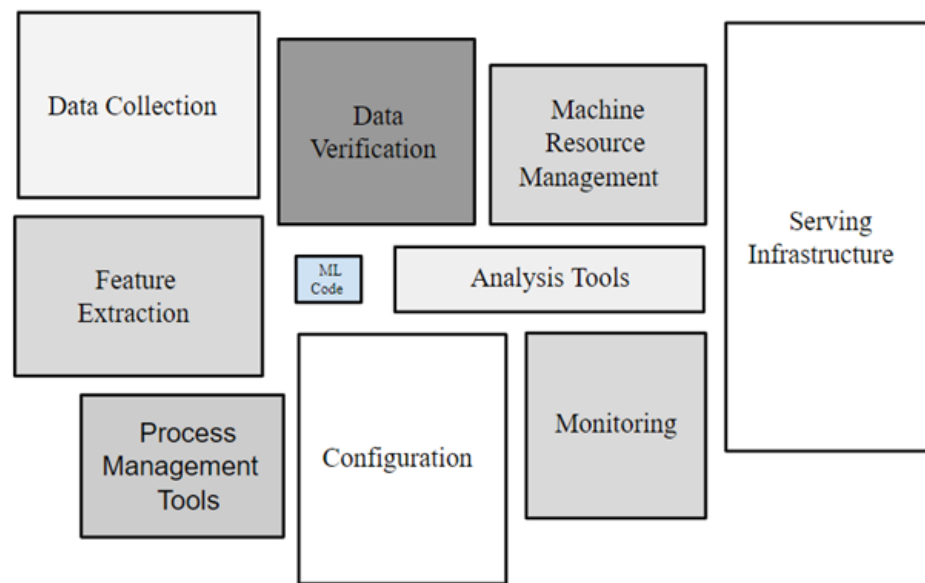 Data Collection
Data
Verification
Machine
Resource
Management
Serving
Infrastructure
Feature
Extraction
ML
Code
Analysis Tools
Process
Management
Tools
Configuration
Monitoring